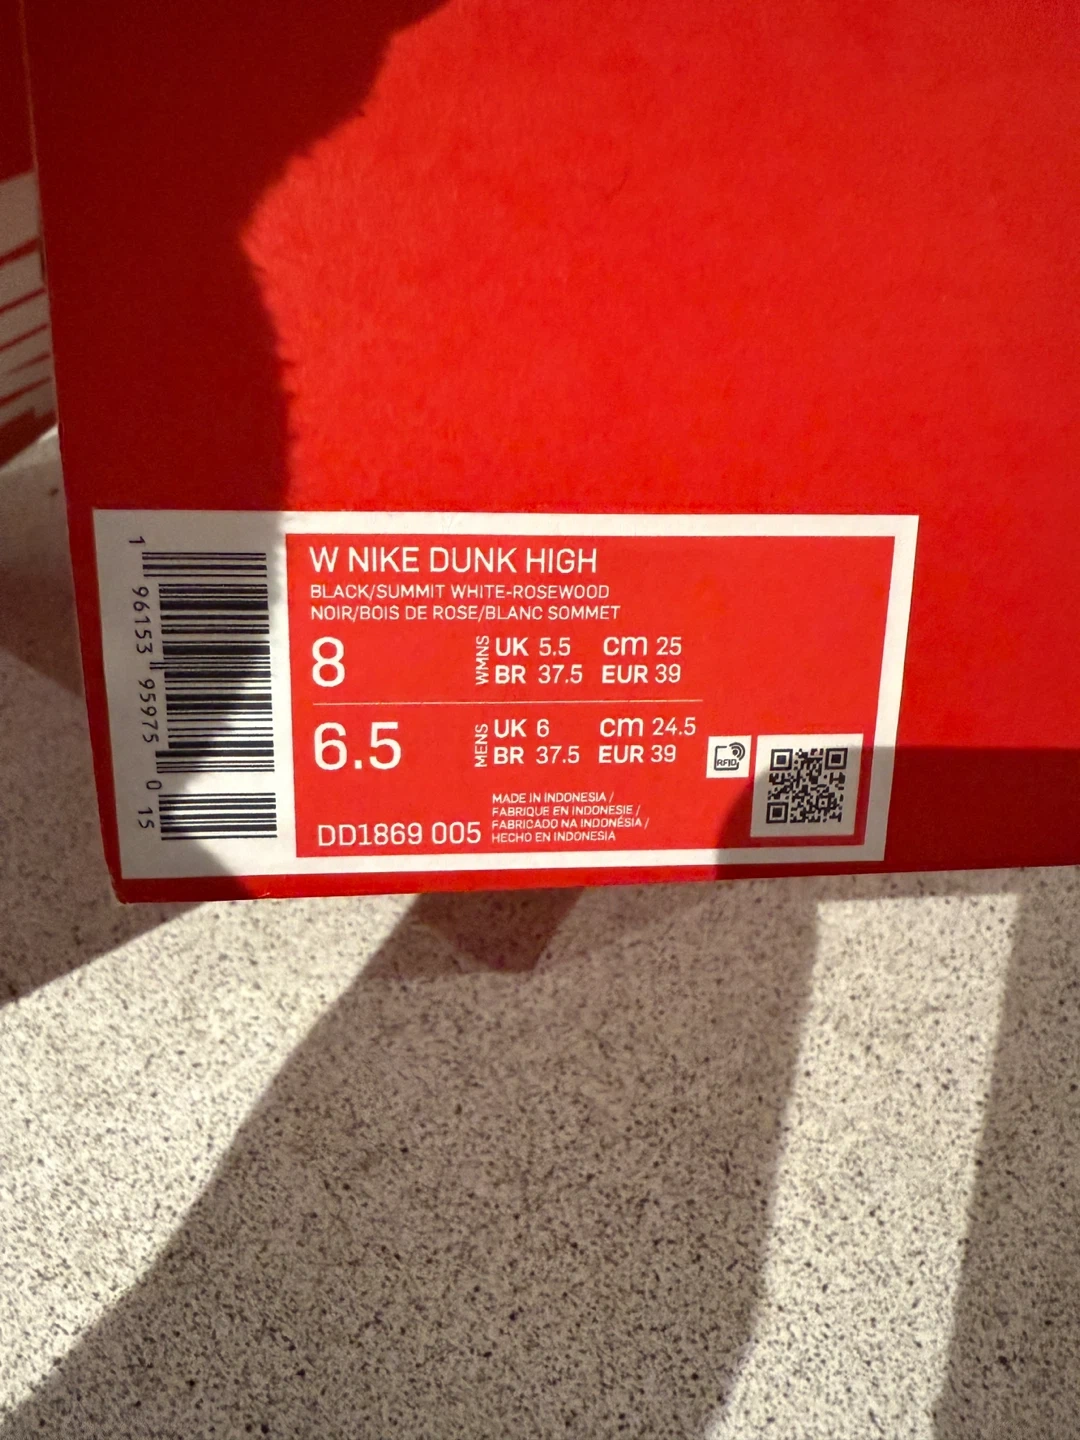 W NIKE DUNK HIGH
BLACK/SUMMIT WHITE-ROSEWOOD
NOIR/BOIS DE ROSE/BLANC SOMMET
8 WMNS UK 5.5 cm 25
BR 37.5 EUR 39
6.5 MENS UK 6 cm 24.5
BR 37.5 EUR 39
RFID
MADE IN INDONESIA /
FABRIQUE EN INDONESIE /
FABRICADO NA INDONÉSIA /
HECHO EN INDONESIA
DD1869 005
1 96153 95975 0 15